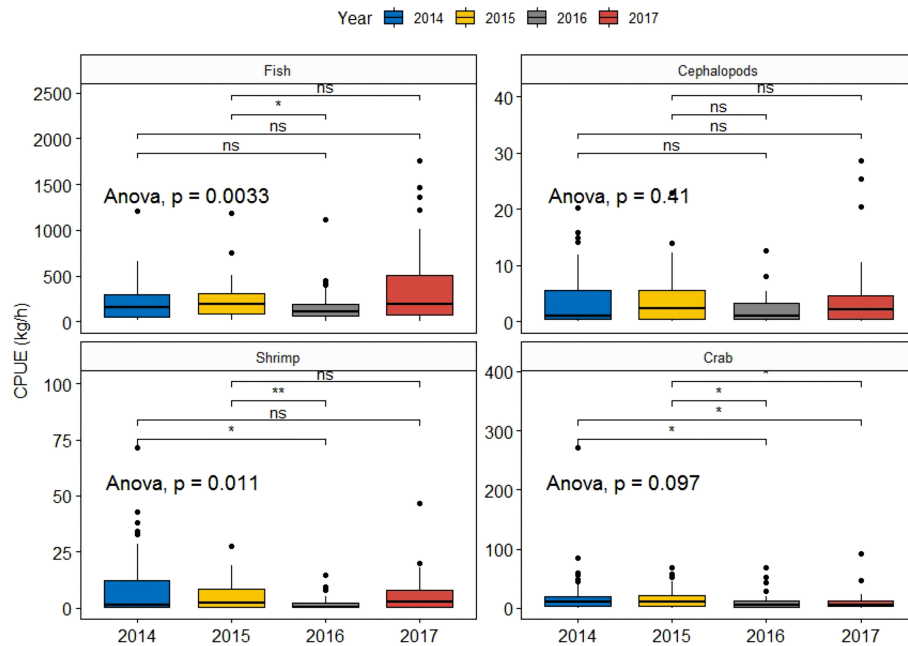 Year 2014 2015 2016 2017
CPUE (kg/h)
Fish
2500
2000
1500
1000
500
0
ns
*
ns
ns
Anova, p = 0.0033
Cephalopods
40
30
20
10
0
ns
ns
ns
ns
Anova, p = 0.41
Shrimp
100
75
50
25
0
ns
**
ns
*
Anova, p = 0.011
2014 2015 2016 2017
Crab
400
300
200
100
0
*
*
*
*
Anova, p = 0.097
2014 2015 2016 2017